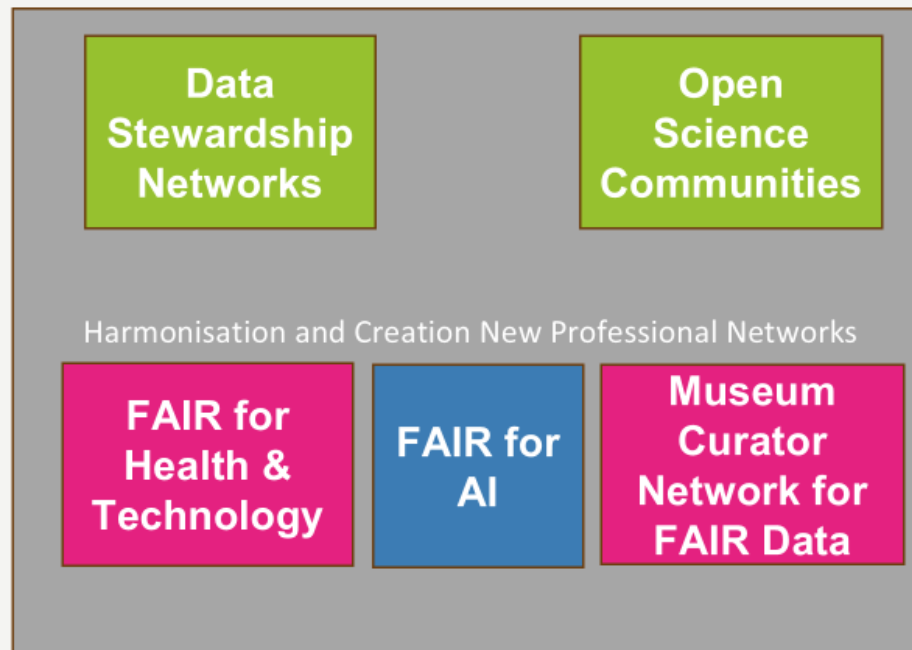 Data
Stewardship
Networks
Open
Science
Communities
Harmonisation and Creation New Professional Networks
FAIR for
Health &
Technology
FAIR for
AI
Museum
Curator
Network for
FAIR Data